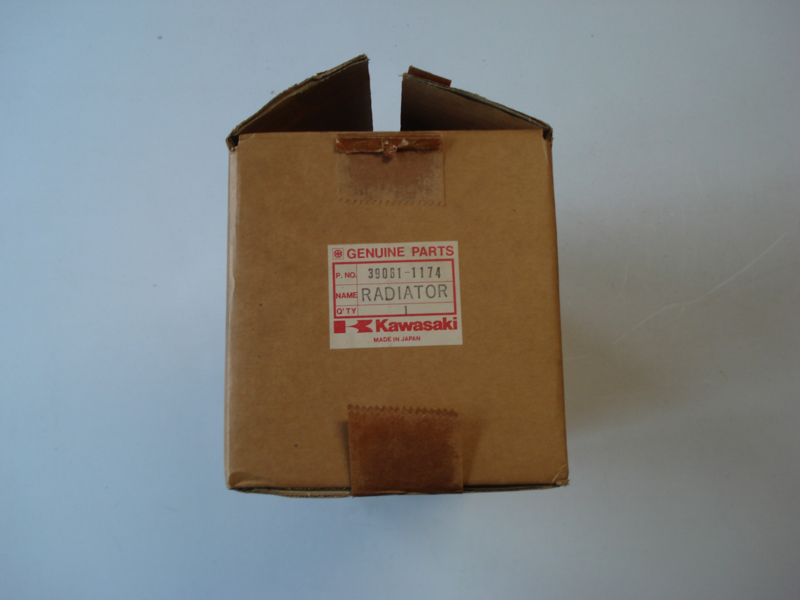 GENUINE PARTS
P. NO. 39061-1174
NAME RADIATOR
Q'TY 1
Kawasaki
MADE IN JAPAN